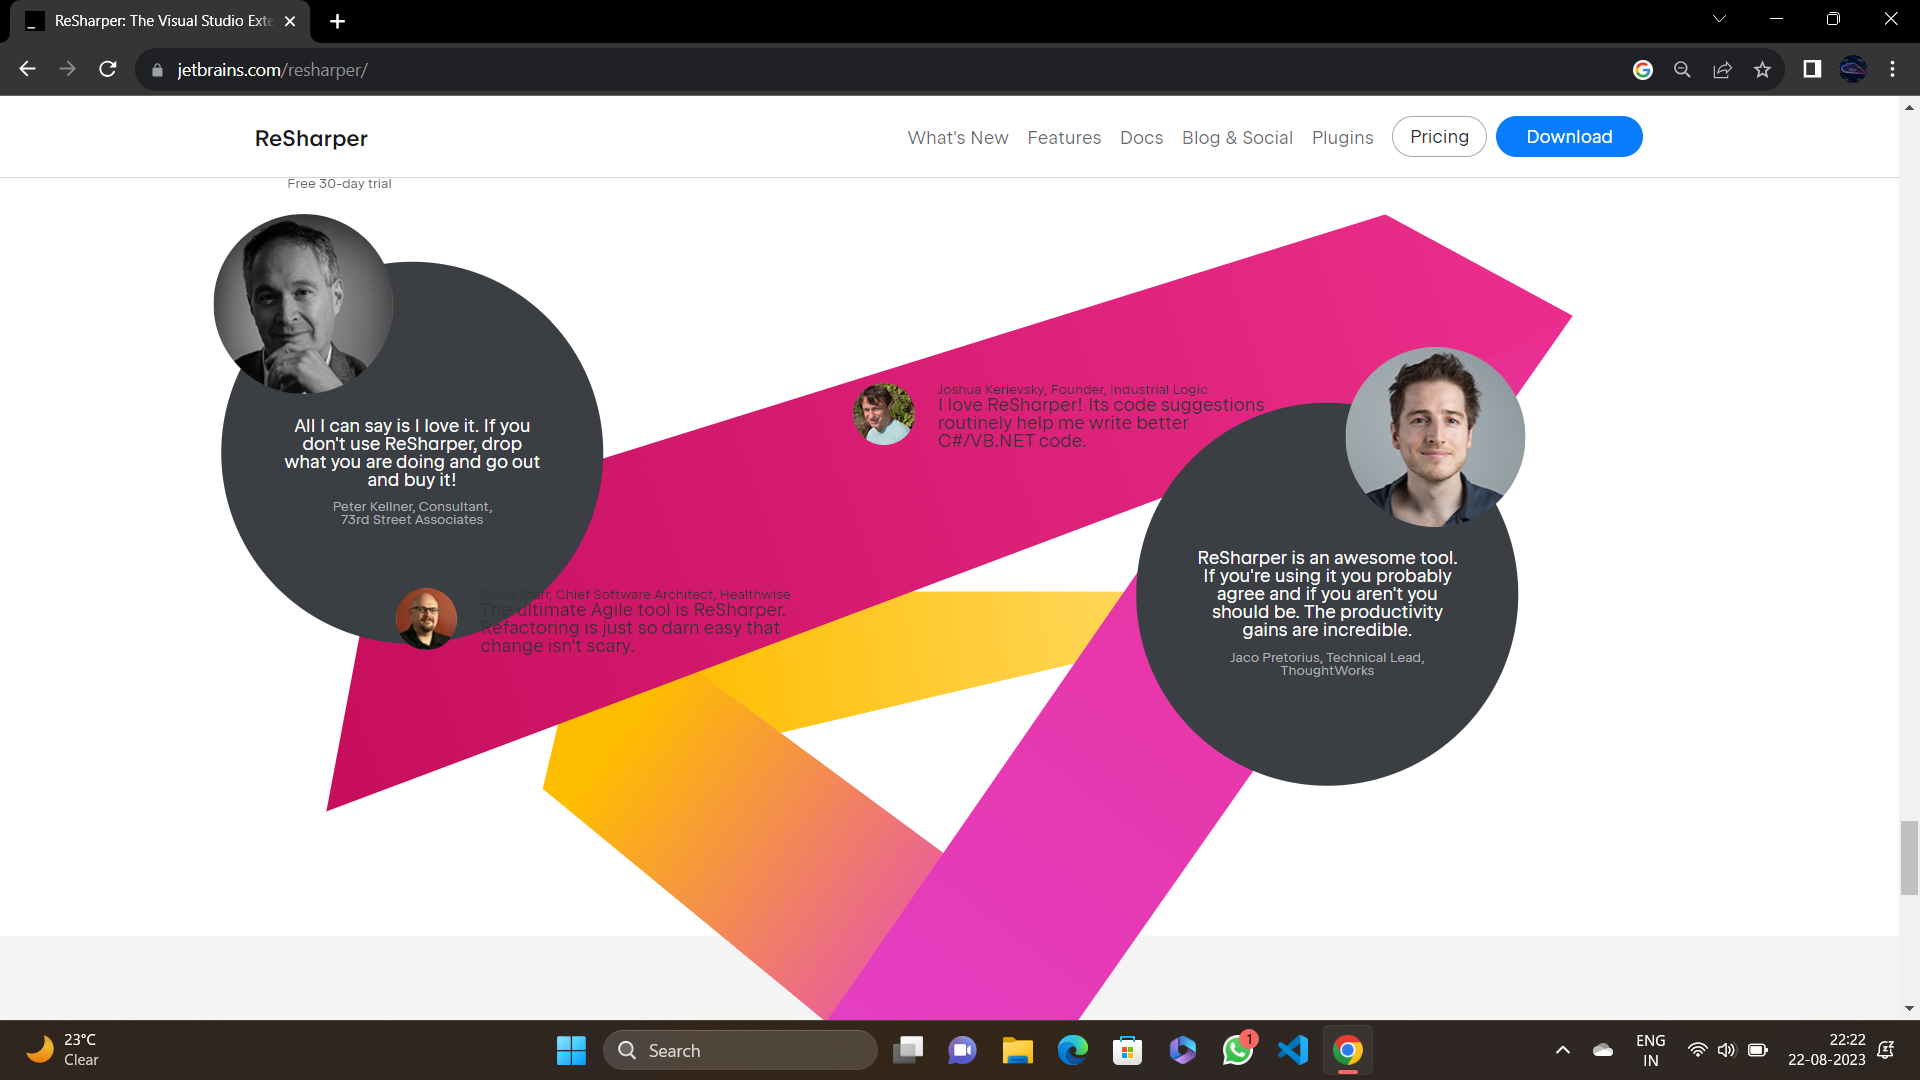 ReSharper: The Visual Studio Exte
jetbrains.com/resharper/
ReSharper
What's New
Features
Docs
Blog & Social
Plugins
Pricing
Download
Free 30-day trial
All I can say is I love it. If you
don't use ReSharper, drop
what you are doing and go out
and buy it!
Peter Kellner, Consultant,
73rd Street Associates
Joshua Kerievsky, Founder, Industrial Logic
I love ReSharper! Its code suggestions
routinely help me write better
C#/VB.NET code.
David Starr, Chief Software Architect, Healthwise
The ultimate Agile tool is ReSharper.
Refactoring is just so darn easy that
change isn't scary.
ReSharper is an awesome tool.
If you're using it you probably
agree and if you aren't you
should be. The productivity
gains are incredible.
Jaco Pretorius, Technical Lead,
ThoughtWorks
23°C
Clear
Search
1
ENG
IN
22:22
22-08-2023